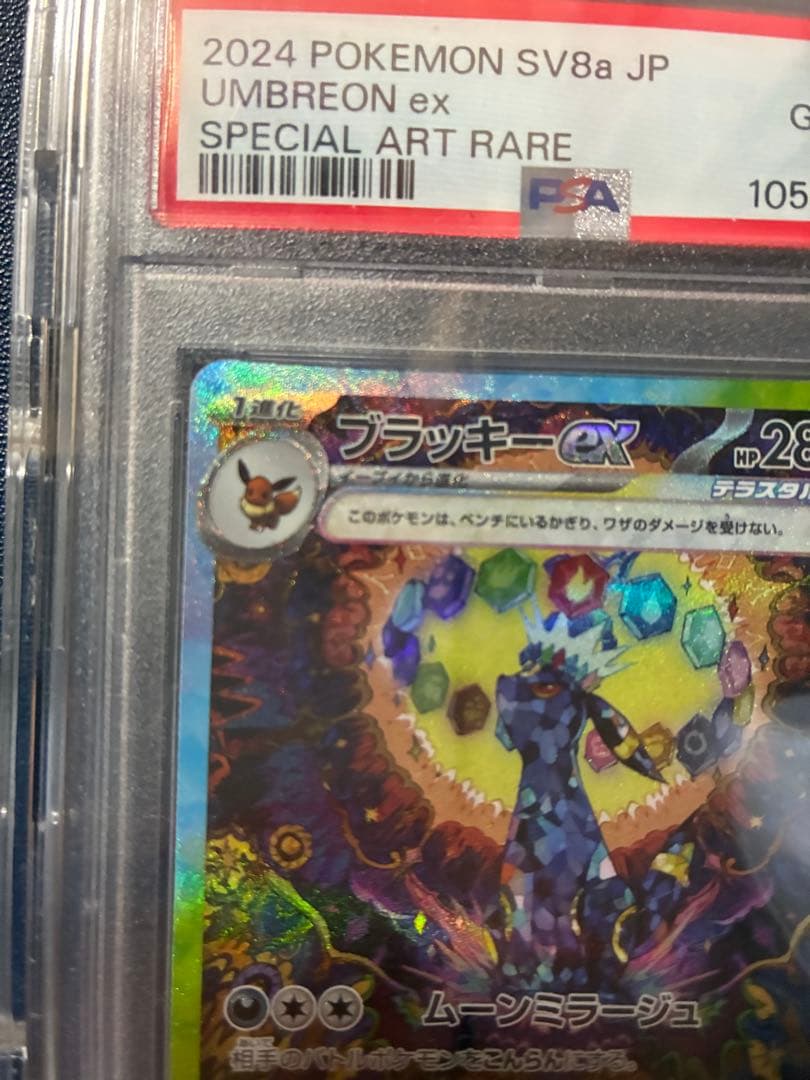 2024 POKEMON SV8a JP
UMBREON ex
G
SPECIAL ART RARE
PSA
105
1進化
ブラッキーex
HP 28
イーブイから進化
テラスタル
このポケモンは、ベンチにいるかぎり、ワザのダメージを受けない。
ムーンミラージュ
相手のバトルポケモンをこんらんにする。